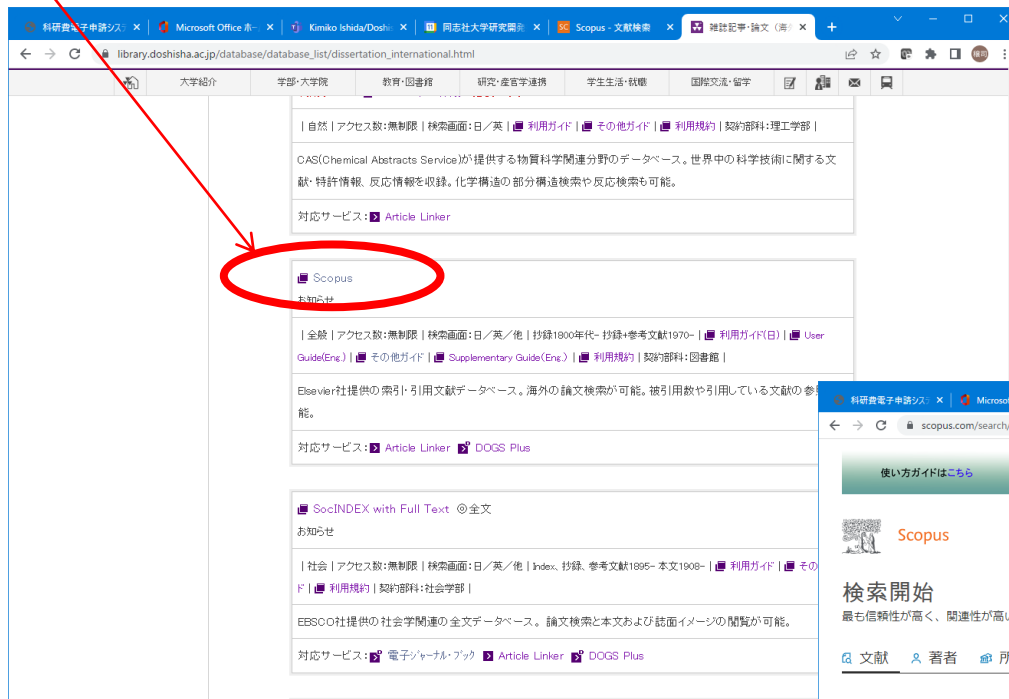 科研費電子申請シス
Microsoft Office ホー
Kimiko Ishida/Doshis
同志社大学研究開発
Scopus - 文献検索
雑誌記事・論文 (海外
library.doshisha.ac.jp/database/database_list/dissertation_international.html
大学紹介 学部・大学院 教育・図書館 研究・産官学連携 学生生活・就職 国際交流・留学
| 自然 | アクセス数:無制限 | 検索画面:日/英 | 利用ガイド | その他ガイド | 利用規約 | 契約部科:理工学部 |
CAS(Chemical Abstracts Service)が提供する物質科学関連分野のデータベース。世界中の科学技術に関する文
献・特許情報、反応情報を収録。化学構造の部分構造検索や反応検索も可能。
対応サービス: Article Linker
Scopus
お知らせ
| 全般 | アクセス数:無制限 | 検索画面:日/英/他 | 抄録1800年代- 抄録+参考文献1970- | 利用ガイド(日) | User
Guide(Eng.) | その他ガイド | Supplementary Guide(Eng.) | 利用規約 | 契約部科:図書館 |
Elsevier社提供の索引・引用文献データベース。海外の論文検索が可能。被引用数や引用している文献の参
能。
対応サービス: Article Linker DOGS Plus
SocINDEX with Full Text ◎全文
お知らせ
| 社会 | アクセス数:無制限 | 検索画面:日/英/他 | Index、抄録、参考文献1895- 本文1908- | 利用ガイド | その
ド | 利用規約 | 契約部科:社会学部 |
EBSCO社提供の社会学関連の全文データベース。論文検索と本文および誌面イメージの閲覧が可能。
対応サービス: 電子ジャーナル・ブック Article Linker DOGS Plus
科研費電子申請シス
Microsof
scopus.com/search/
使い方ガイドはこちら
Scopus
検索開始
最も信頼性が高く、関連性が高い
文献 著者 所